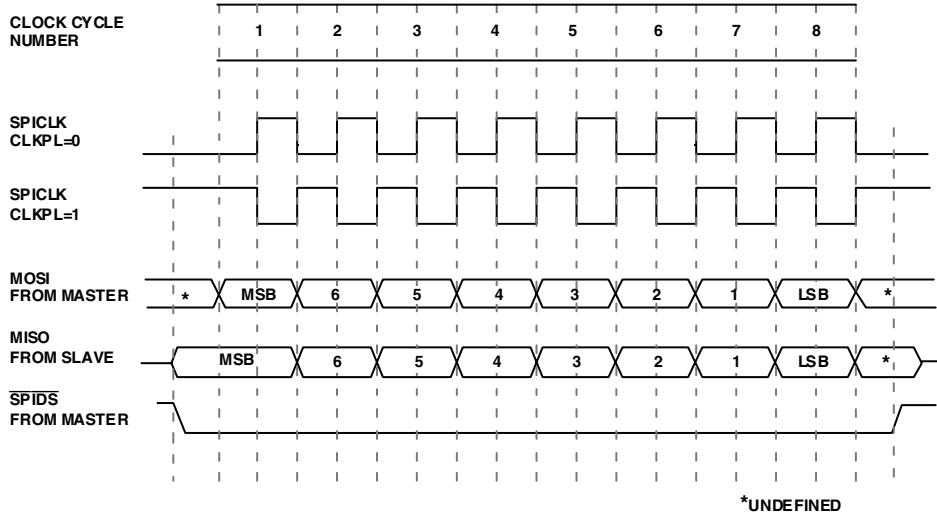 CLOCK CYCLE
NUMBER
1 2 3 4 5 6 7 8
SPICLK
CLKPL=0
SPICLK
CLKPL=1
MOSI
FROM MASTER
* MSB 6 5 4 3 2 1 LSB *
MISO
FROM SLAVE
MSB 6 5 4 3 2 1 LSB *
SPIDS
FROM MASTER
*UNDEFINED